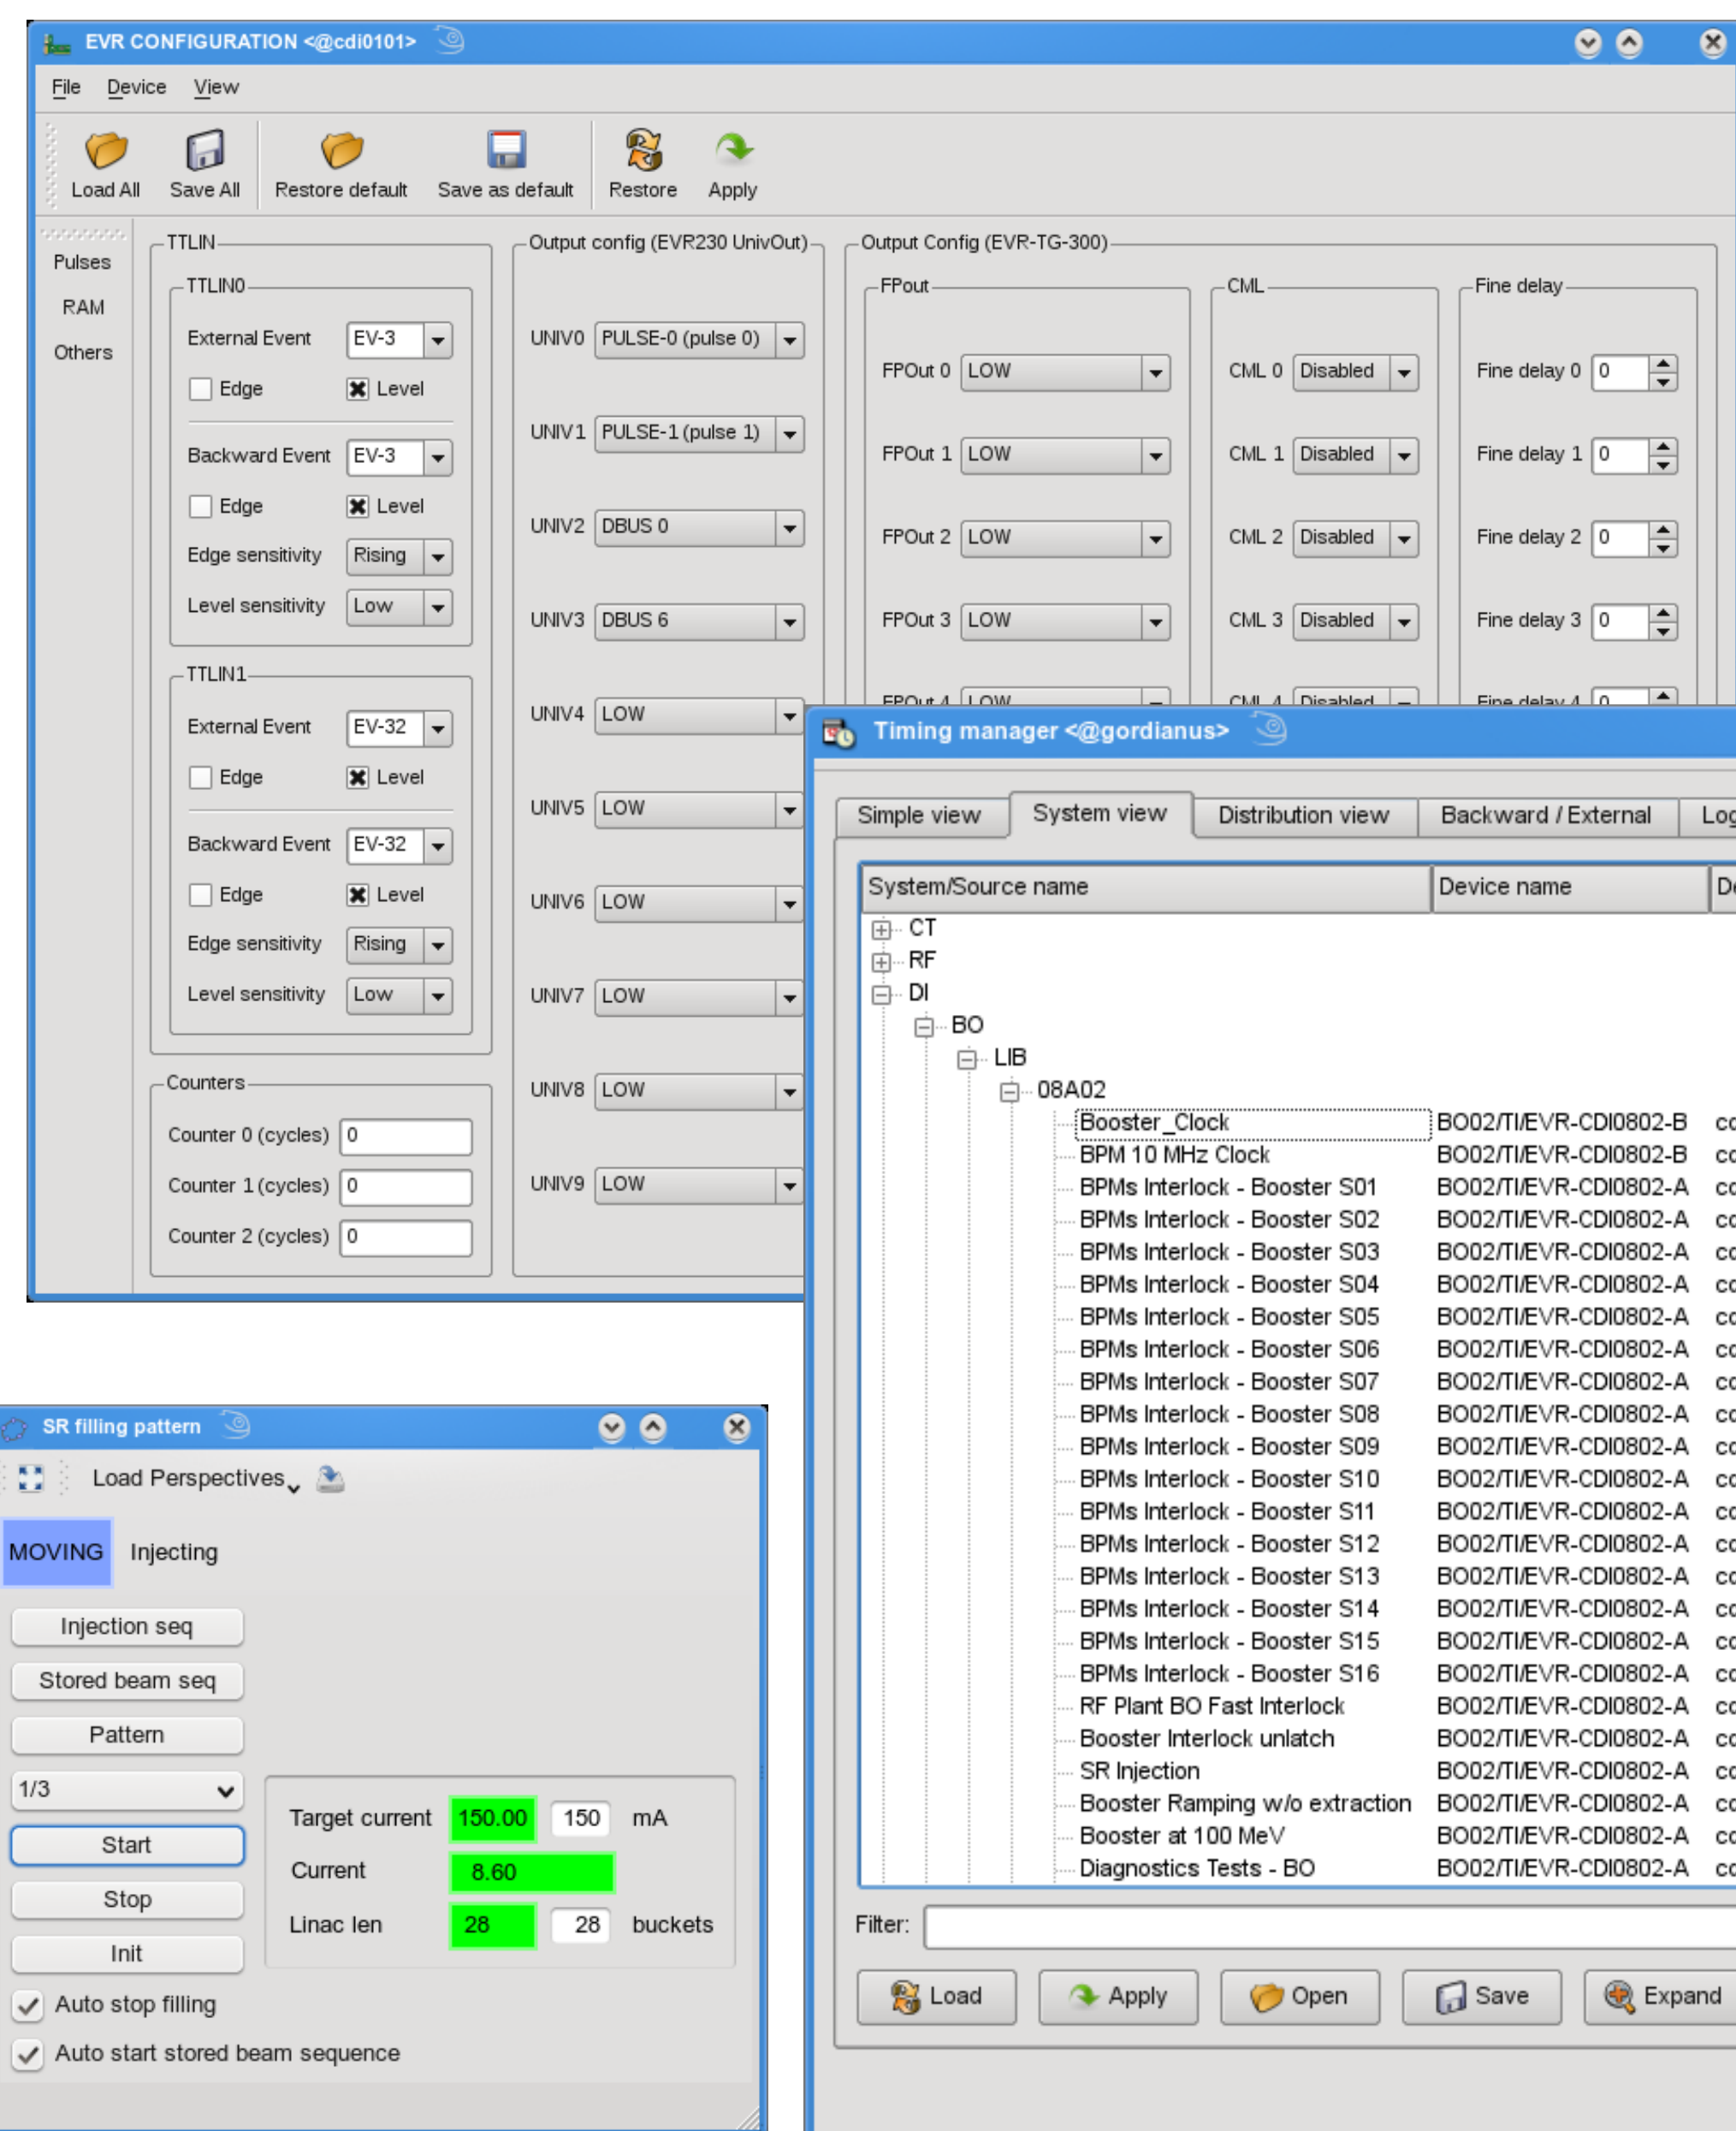 EVR CONFIGURATION <@cdi0101>
File Device View
Load All Save All Restore default Save as default Restore Apply
Pulses
RAM
Others
TTLIN
TTLIN0
External Event EV-3
Edge Level
Backward Event EV-3
Edge Level
Edge sensitivity Rising
Level sensitivity Low
TTLIN1
External Event EV-32
Edge Level
Backward Event EV-32
Edge Level
Edge sensitivity Rising
Level sensitivity Low
Counters
Counter 0 (cycles) 0
Counter 1 (cycles) 0
Counter 2 (cycles) 0
Output config (EVR230 UnivOut)
UNIV0 PULSE-0 (pulse 0)
UNIV1 PULSE-1 (pulse 1)
UNIV2 DBUS 0
UNIV3 DBUS 6
UNIV4 LOW
UNIV5 LOW
UNIV6 LOW
UNIV7 LOW
UNIV8 LOW
UNIV9 LOW
Output Config (EVR-TG-300)
FPout CML Fine delay
FPOut 0 LOW CML 0 Disabled Fine delay 0 0
FPOut 1 LOW CML 1 Disabled Fine delay 1 0
FPOut 2 LOW CML 2 Disabled Fine delay 2 0
FPOut 3 LOW CML 3 Disabled Fine delay 3 0
FPOut 4 LOW CML 4 Disabled Fine delay 4 0
Timing manager <@gordianus>
Simple view System view Distribution view Backward / External Log
System/Source name Device name De
CT
RF
DI
BO
LIB
08A02
Booster_Clock BO02/TI/EVR-CDI0802-B
BPM 10 MHz Clock BO02/TI/EVR-CDI0802-B
BPMs Interlock - Booster S01 BO02/TI/EVR-CDI0802-A
BPMs Interlock - Booster S02 BO02/TI/EVR-CDI0802-A
BPMs Interlock - Booster S03 BO02/TI/EVR-CDI0802-A
BPMs Interlock - Booster S04 BO02/TI/EVR-CDI0802-A
BPMs Interlock - Booster S05 BO02/TI/EVR-CDI0802-A
BPMs Interlock - Booster S06 BO02/TI/EVR-CDI0802-A
BPMs Interlock - Booster S07 BO02/TI/EVR-CDI0802-A
BPMs Interlock - Booster S08 BO02/TI/EVR-CDI0802-A
BPMs Interlock - Booster S09 BO02/TI/EVR-CDI0802-A
BPMs Interlock - Booster S10 BO02/TI/EVR-CDI0802-A
BPMs Interlock - Booster S11 BO02/TI/EVR-CDI0802-A
BPMs Interlock - Booster S12 BO02/TI/EVR-CDI0802-A
BPMs Interlock - Booster S13 BO02/TI/EVR-CDI0802-A
BPMs Interlock - Booster S14 BO02/TI/EVR-CDI0802-A
BPMs Interlock - Booster S15 BO02/TI/EVR-CDI0802-A
BPMs Interlock - Booster S16 BO02/TI/EVR-CDI0802-A
RF Plant BO Fast Interlock BO02/TI/EVR-CDI0802-A
Booster Interlock unlatch BO02/TI/EVR-CDI0802-A
SR Injection BO02/TI/EVR-CDI0802-A
Booster Ramping w/o extraction BO02/TI/EVR-CDI0802-A
Booster at 100 MeV BO02/TI/EVR-CDI0802-A
Diagnostics Tests - BO BO02/TI/EVR-CDI0802-A
Filter:
Load Apply Open Save Expand
SR filling pattern
Load Perspectives
MOVING Injecting
Injection seq
Stored beam seq
Pattern
1/3
Start
Stop
Init
Target current 150.00 150 mA
Current 8.60
Linac len 28 28 buckets
Auto stop filling
Auto start stored beam sequence